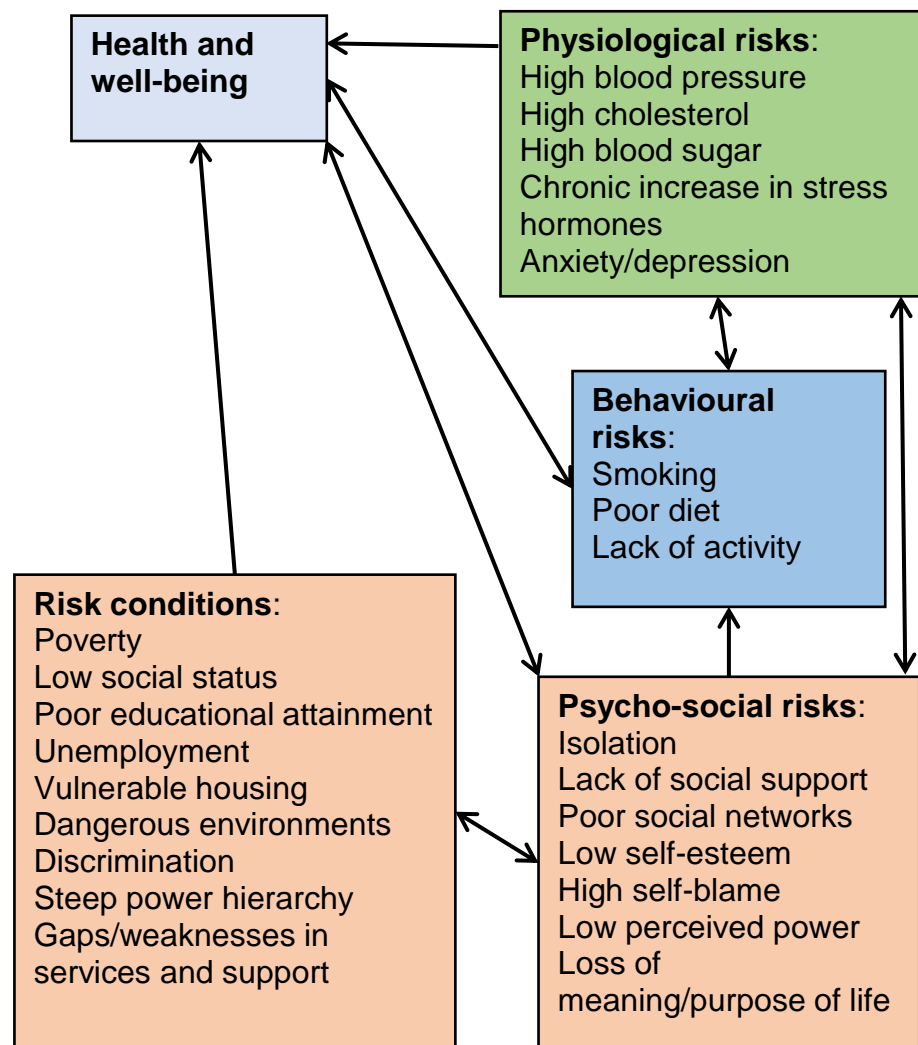 Health and
well-being
Physiological risks:
High blood pressure
High cholesterol
High blood sugar
Chronic increase in stress
hormones
Anxiety/depression
Behavioural
risks:
Smoking
Poor diet
Lack of activity
Risk conditions:
Poverty
Low social status
Poor educational attainment
Unemployment
Vulnerable housing
Dangerous environments
Discrimination
Steep power hierarchy
Gaps/weaknesses in
services and support
Psycho-social risks:
Isolation
Lack of social support
Poor social networks
Low self-esteem
High self-blame
Low perceived power
Loss of
meaning/purpose of life